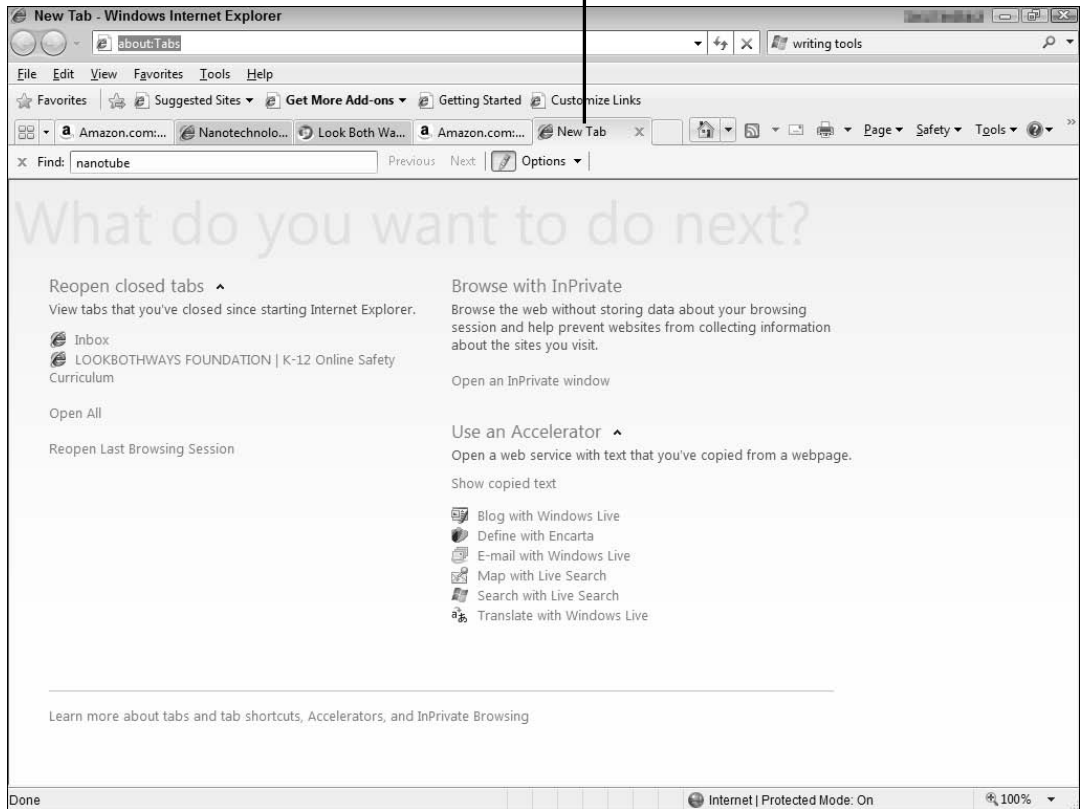 New Tab - Windows Internet Explorer
about:Tabs
writing tools
File Edit View Favorites Tools Help
Favorites Suggested Sites Get More Add-ons Getting Started Customize Links
Amazon.com:... Nanotechnolo... Look Both Wa... Amazon.com:... New Tab x Page Safety Tools »
x Find: nanotube Previous Next Options
What do you want to do next?
Reopen closed tabs
View tabs that you've closed since starting Internet Explorer.
Inbox
LOOKBOTHWAYS FOUNDATION | K-12 Online Safety
Curriculum
Open All
Reopen Last Browsing Session
Browse with InPrivate
Browse the web without storing data about your browsing
session and help prevent websites from collecting information
about the sites you visit.
Open an InPrivate window
Use an Accelerator
Open a web service with text that you've copied from a webpage.
Show copied text
Blog with Windows Live
Define with Encarta
E-mail with Windows Live
Map with Live Search
Search with Live Search
Translate with Windows Live
Learn more about tabs and tab shortcuts, Accelerators, and InPrivate Browsing
Done Internet | Protected Mode: On 100%